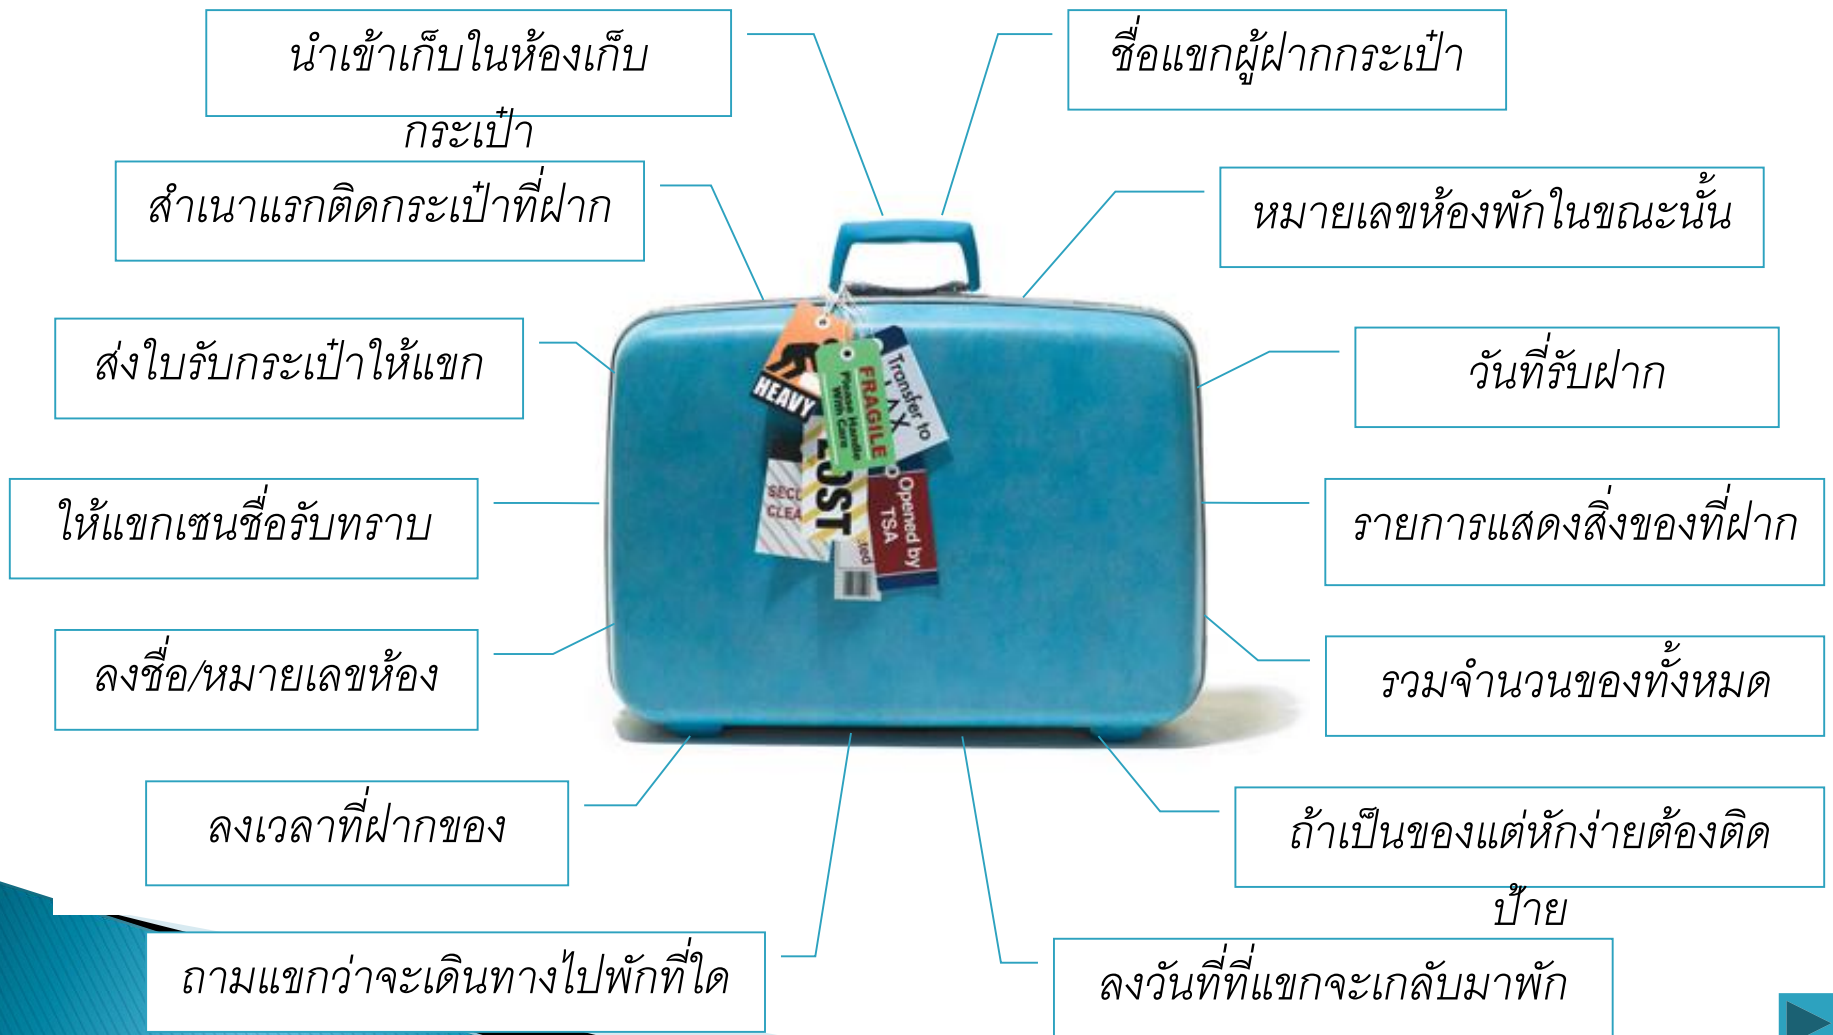 นำเข้าเก็บในห้องเก็บ
กระเป๋า
ชื่อแขกผู้ฝากกระเป๋า
สำเนาแรกติดกระเป๋าที่ฝาก
หมายเลขห้องพักในขณะนั้น
ส่งใบรับกระเป๋าให้แขก
วันที่รับฝาก
HEAVY
FRAGILE
Please Handle
With Care
Transfer to
LOST
Opened by
TSA
ให้แขกเซนชื่อรับทราบ
รายการแสดงสิ่งของที่ฝาก
ลงชื่อ/หมายเลขห้อง
รวมจำนวนของทั้งหมด
ลงเวลาที่ฝากของ
ถ้าเป็นของแต่หักง่ายต้องติด
ป้าย
ถามแขกว่าจะเดินทางไปพักที่ใด
ลงวันที่ที่แขกจะเกลับมาพัก